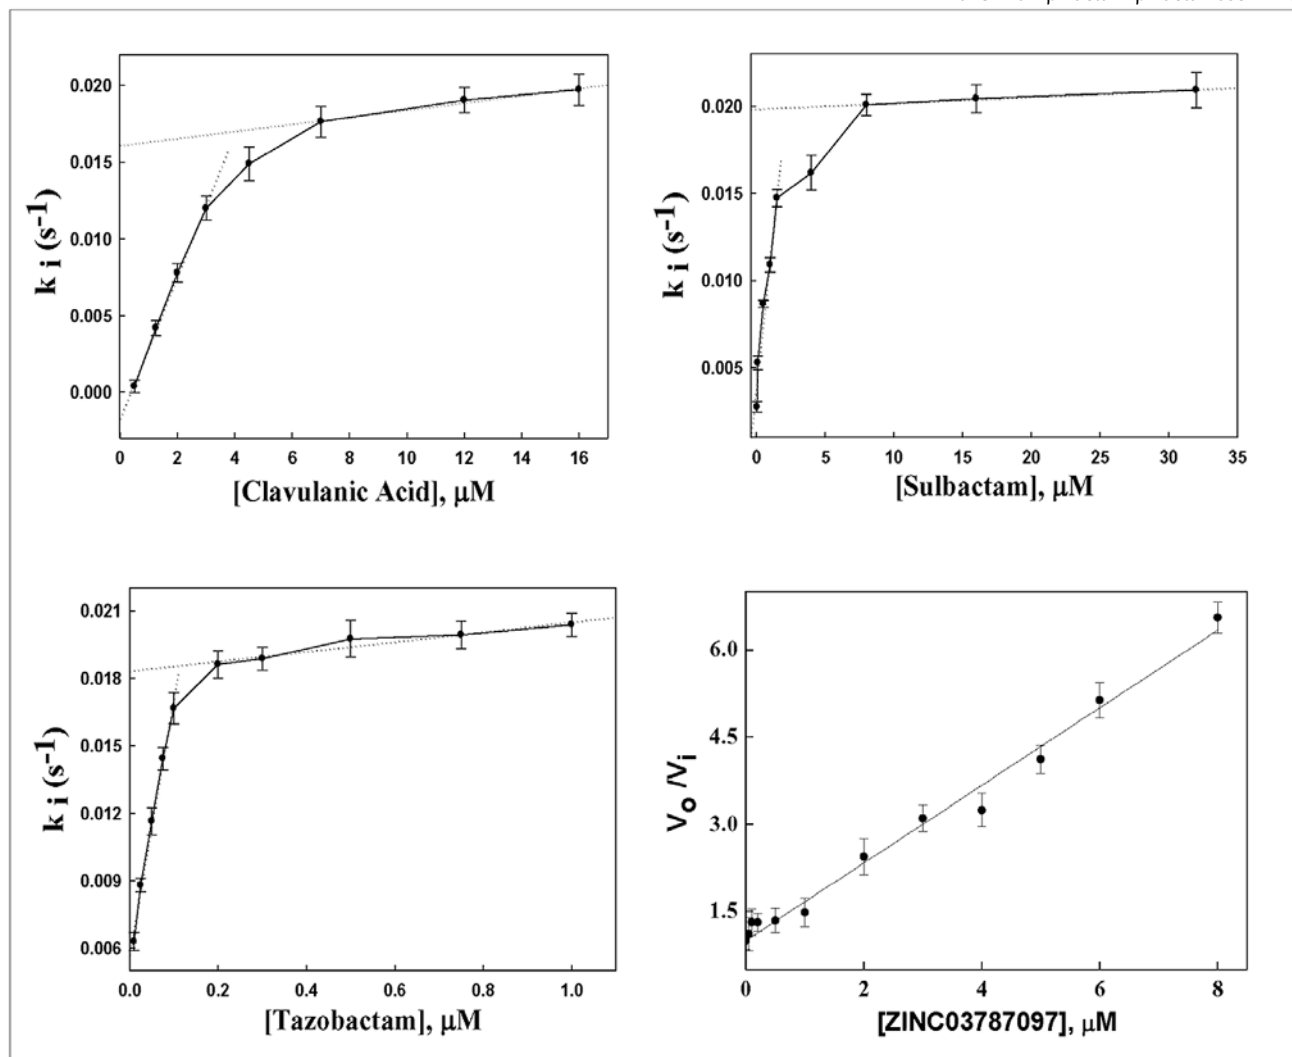 0.020
0.015
0.010
0.005
0.000
k i (s-1)
0 2 4 6 8 10 12 14 16
[Clavulanic Acid], μM
0.020
0.015
0.010
0.005
k i (s-1)
0 5 10 15 20 25 30 35
[Sulbactam], μM
0.021
0.018
0.015
0.012
0.009
0.006
k i (s-1)
0.0 0.2 0.4 0.6 0.8 1.0
[Tazobactam], μM
6.0
4.5
3.0
1.5
Vo /Vi
0 2 4 6 8
[ZINC03787097], μM